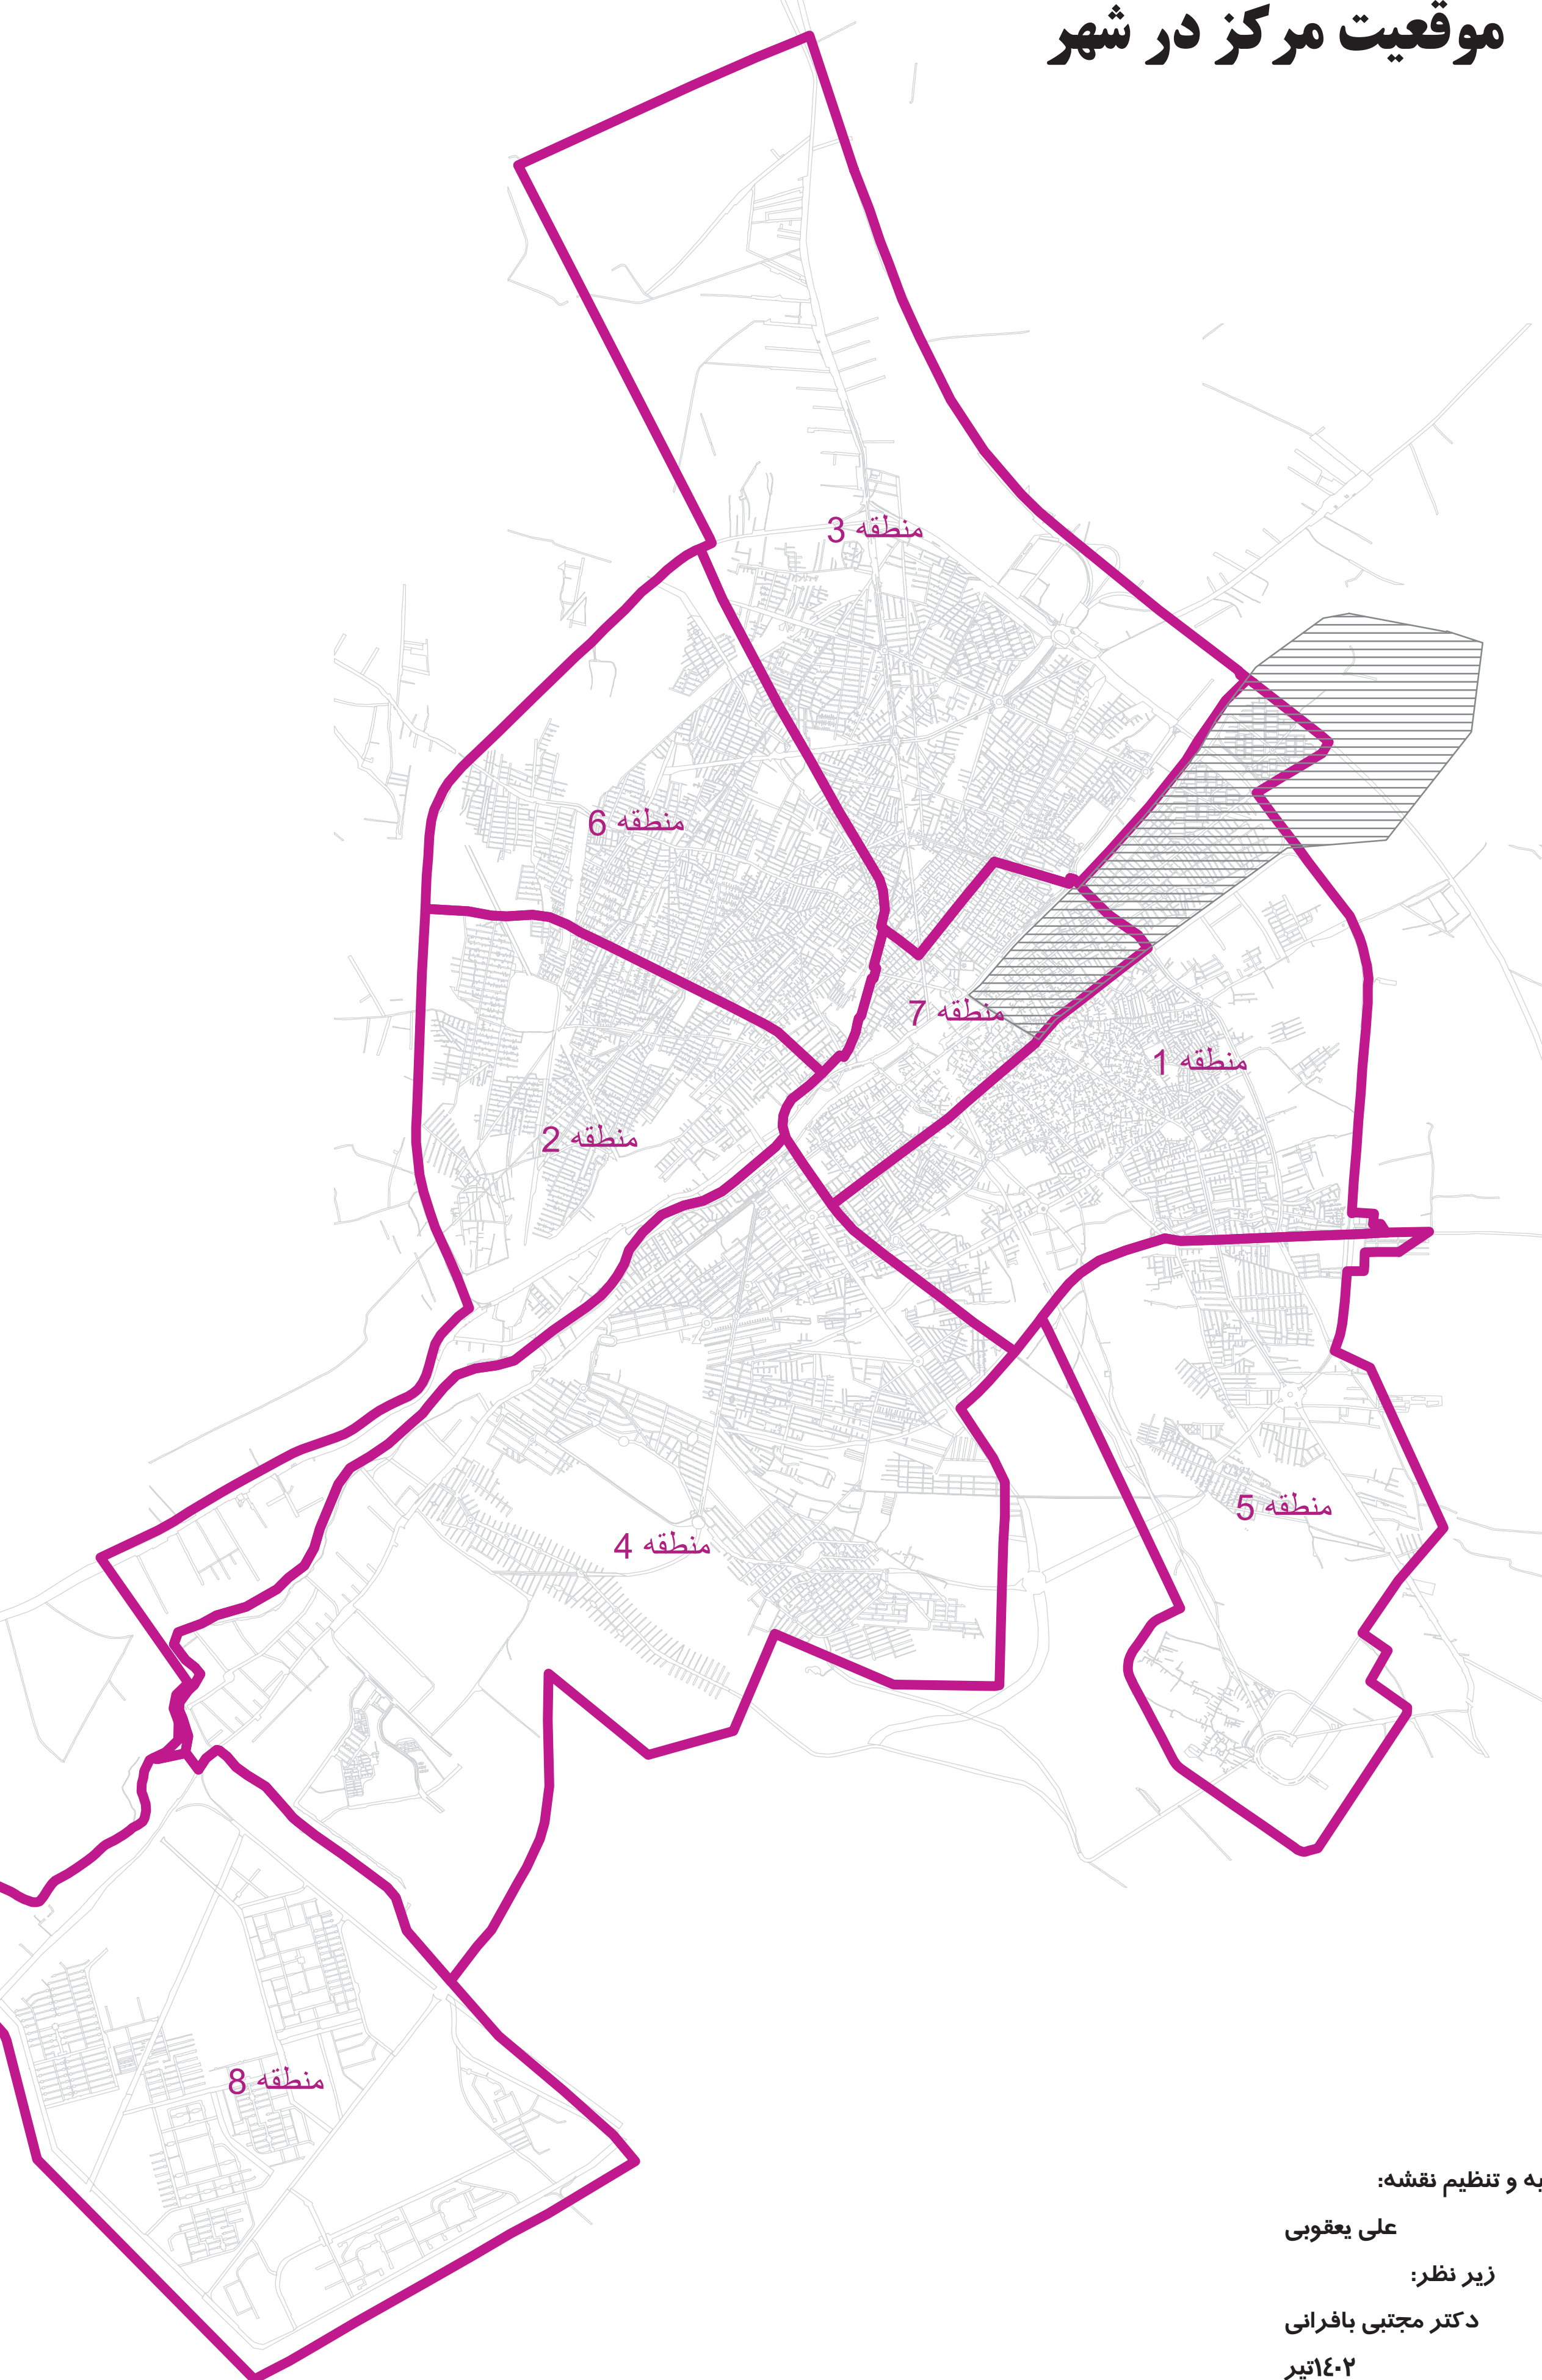 موقعیت مرکز در شهر
منطقه 3
منطقه 6
منطقه 7
منطقه 1
منطقه 2
منطقه 5
منطقه 4
منطقه 8
و تنظیم نقشه:
علی یعقوبی
زیر نظر:
دکتر مجتبی بافرانی
تیر۱٤۰۲